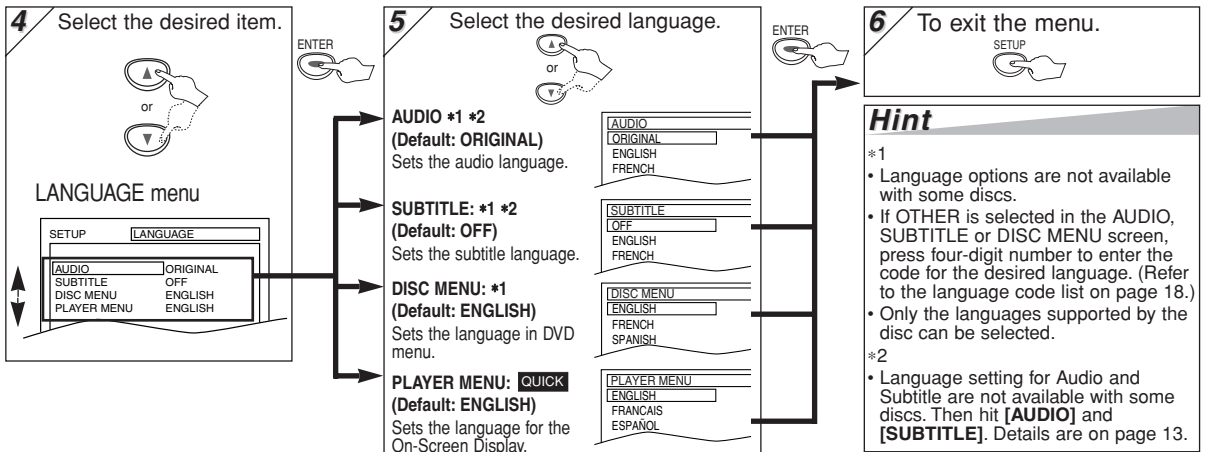 4 Select the desired item.
ENTER
or
LANGUAGE menu
SETUP LANGUAGE
AUDIO ORIGINAL
SUBTITLE OFF
DISC MENU ENGLISH
PLAYER MENU ENGLISH
5 Select the desired language.
ENTER
or
AUDIO *1 *2
(Default: ORIGINAL)
Sets the audio language.
AUDIO
ORIGINAL
ENGLISH
FRENCH
SUBTITLE: *1 *2
(Default: OFF)
Sets the subtitle language.
SUBTITLE
OFF
ENGLISH
FRENCH
DISC MENU: *1
(Default: ENGLISH)
Sets the language in DVD
menu.
DISC MENU
ENGLISH
FRENCH
SPANISH
PLAYER MENU: QUICK
(Default: ENGLISH)
Sets the language for the
On-Screen Display.
PLAYER MENU
ENGLISH
FRANCAIS
ESPAÑOL
6 To exit the menu.
SETUP
Hint
*1
• Language options are not available
with some discs.
• If OTHER is selected in the AUDIO,
SUBTITLE or DISC MENU screen,
press four-digit number to enter the
code for the desired language. (Refer
to the language code list on page 18.)
• Only the languages supported by the
disc can be selected.
*2
• Language setting for Audio and
Subtitle are not available with some
discs. Then hit [AUDIO] and
[SUBTITLE]. Details are on page 13.